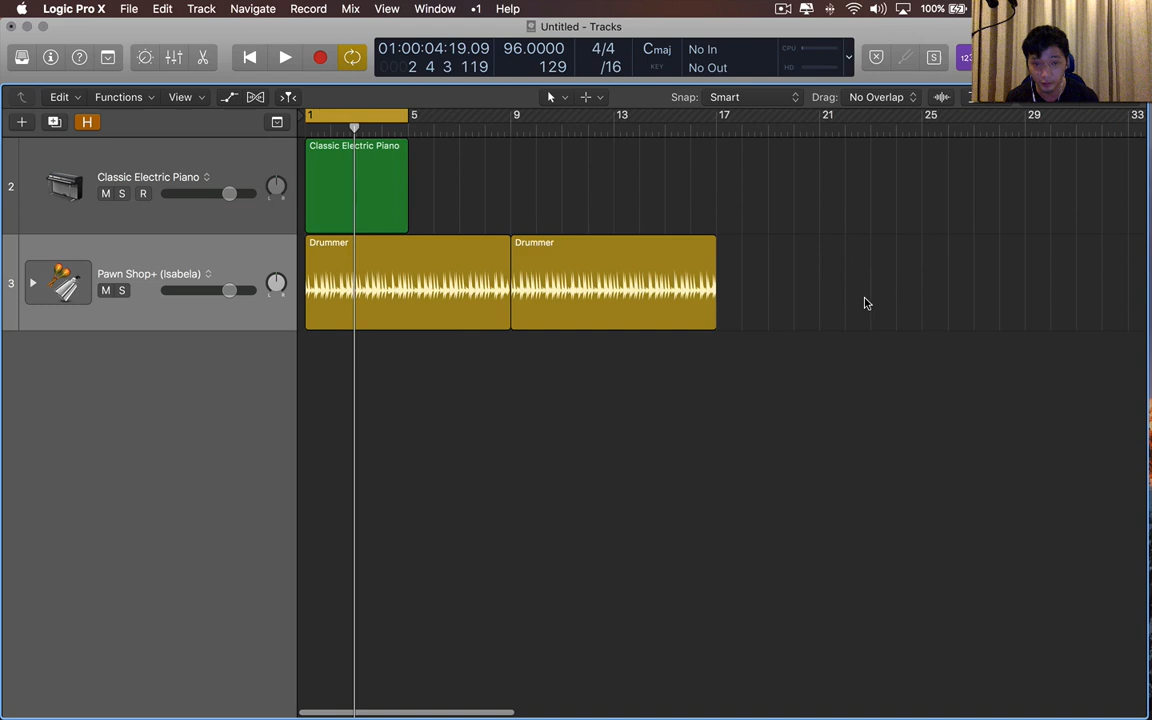 Logic Pro X File Edit Track Navigate Record Mix View Window 1 Help 100%
Untitled - Tracks
01:00:04:19.09 96.0000 4/4 Cmaj No In CPU
2 4 3 119 129 /16 KEY No Out HD
S 123
Edit Functions View Snap: Smart Drag: No Overlap
H 1 5 9 13 17 21 25 29 33
Classic Electric Piano
2 Classic Electric Piano
M S R L R
Drummer Drummer
3 Pawn Shop+ (Isabela)
M S L R